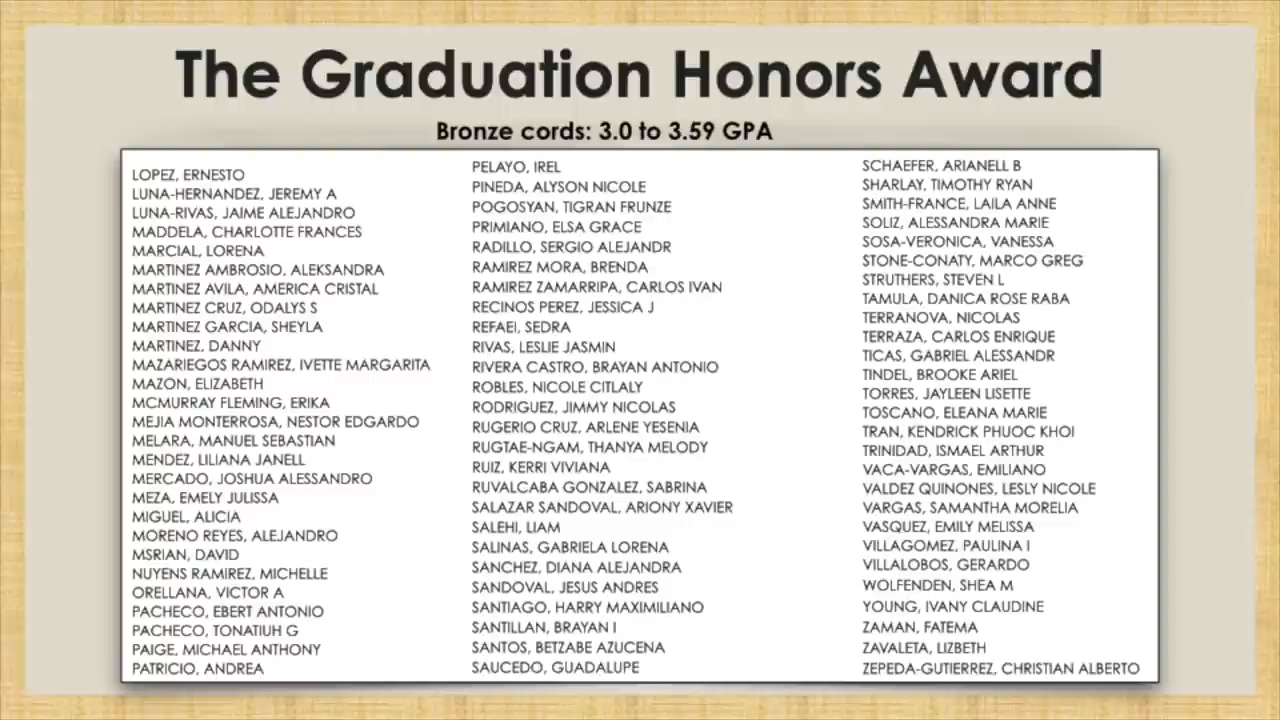 The Graduation Honors Award
Bronze cords: 3.0 to 3.59 GPA
LOPEZ, ERNESTO
LUNA-HERNANDEZ, JEREMY A
LUNA-RIVAS, JAIME ALEJANDRO
MADDELA, CHARLOTTE FRANCES
MARCIAL, LORENA
MARTINEZ AMBROSIO, ALEKSANDRA
MARTINEZ AVILA, AMERICA CRISTAL
MARTINEZ CRUZ, ODALYS S
MARTINEZ GARCIA, SHEYLA
MARTINEZ, DANNY
MAZARIEGOS RAMIREZ, IVETTE MARGARITA
MAZON, ELIZABETH
MCMURRAY FLEMING, ERIKA
MEJIA MONTERROSA, NESTOR EDGARDO
MELARA, MANUEL SEBASTIAN
MENDEZ, LILIANA JANELL
MERCADO, JOSHUA ALESSANDRO
MEZA, EMELY JULISSA
MIGUEL, ALICIA
MORENO REYES, ALEJANDRO
MSRIAN, DAVID
NUYENS RAMIREZ, MICHELLE
ORELLANA, VICTOR A
PACHECO, EBERT ANTONIO
PACHECO, TONATIUH G
PAIGE, MICHAEL ANTHONY
PATRICIO, ANDREA
PELAYO, IREL
PINEDA, ALYSON NICOLE
POGOSYAN, TIGRAN FRUNZE
PRIMIANO, ELSA GRACE
RADILLO, SERGIO ALEJANDR
RAMIREZ MORA, BRENDA
RAMIREZ ZAMARRIPA, CARLOS IVAN
RECINOS PEREZ, JESSICA J
REFAEI, SEDRA
RIVAS, LESLIE JASMIN
RIVERA CASTRO, BRAYAN ANTONIO
ROBLES, NICOLE CITLALY
RODRIGUEZ, JIMMY NICOLAS
RUGERIO CRUZ, ARLENE YESENIA
RUGTAE-NGAM, THANYA MELODY
RUIZ, KERRI VIVIANA
RUVALCABA GONZALEZ, SABRINA
SALAZAR SANDOVAL, ARIONY XAVIER
SALEHI, LIAM
SALINAS, GABRIELA LORENA
SANCHEZ, DIANA ALEJANDRA
SANDOVAL, JESUS ANDRES
SANTIAGO, HARRY MAXIMILIANO
SANTILLAN, BRAYAN I
SANTOS, BETZABE AZUCENA
SAUCEDO, GUADALUPE
SCHAEFER, ARIANELL B
SHARLAY, TIMOTHY RYAN
SMITH-FRANCE, LAILA ANNE
SOLIZ, ALESSANDRA MARIE
SOSA-VERONICA, VANESSA
STONE-CONATY, MARCO GREG
STRUTHERS, STEVEN L
TAMULA, DANICA ROSE RABA
TERRANOVA, NICOLAS
TERRAZA, CARLOS ENRIQUE
TICAS, GABRIEL ALESSANDR
TINDEL, BROOKE ARIEL
TORRES, JAYLEEN LISETTE
TOSCANO, ELEANA MARIE
TRAN, KENDRICK PHUOC KHOI
TRINIDAD, ISMAEL ARTHUR
VACA-VARGAS, EMILIANO
VALDEZ QUINONES, LESLY NICOLE
VARGAS, SAMANTHA MORELIA
VASQUEZ, EMILY MELISSA
VILLAGOMEZ, PAULINA I
VILLALOBOS, GERARDO
WOLFENDEN, SHEA M
YOUNG, IVANY CLAUDINE
ZAMAN, FATEMA
ZAVALETA, LIZBETH
ZEPEDA-GUTIERREZ, CHRISTIAN ALBERTO